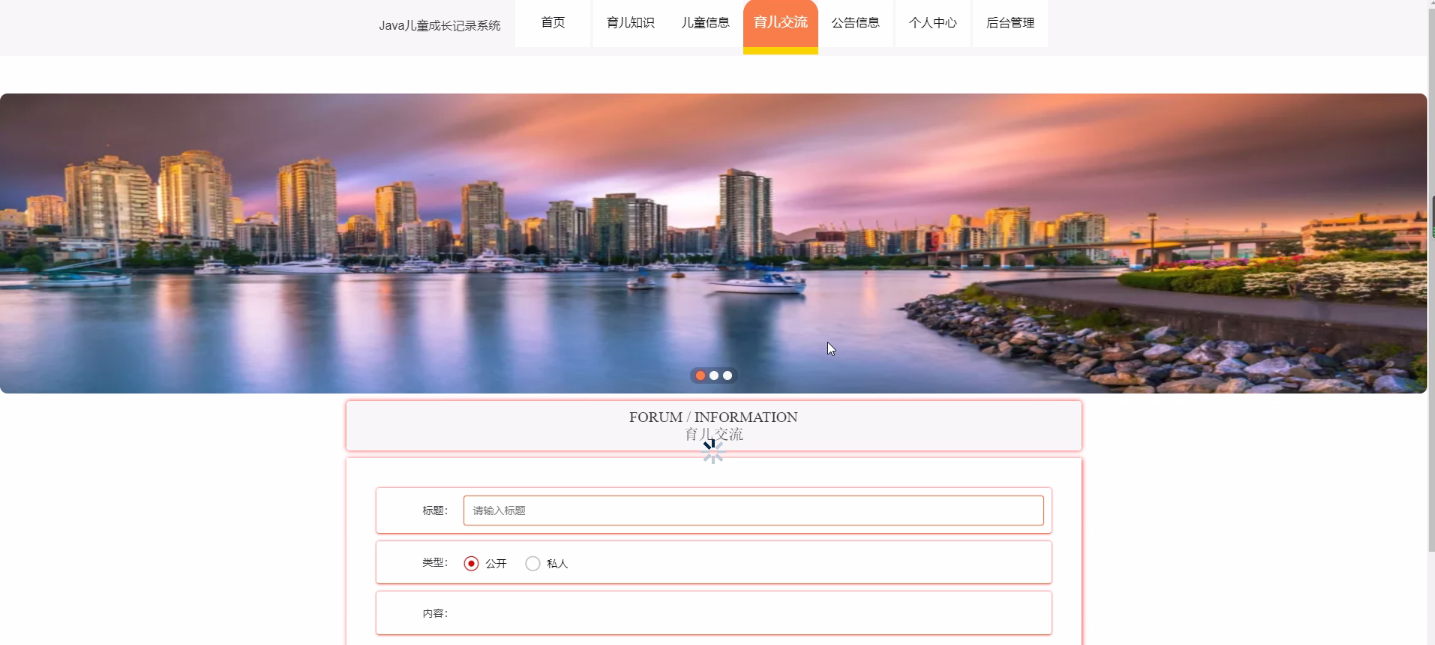 Java儿童成长记录系统 首页 育儿知识 儿童信息 育儿交流 公告信息 个人中心 后台管理
FORUM / INFORMATION
育儿交流
标题： 请输入标题
类型： 公开 私人
内容：